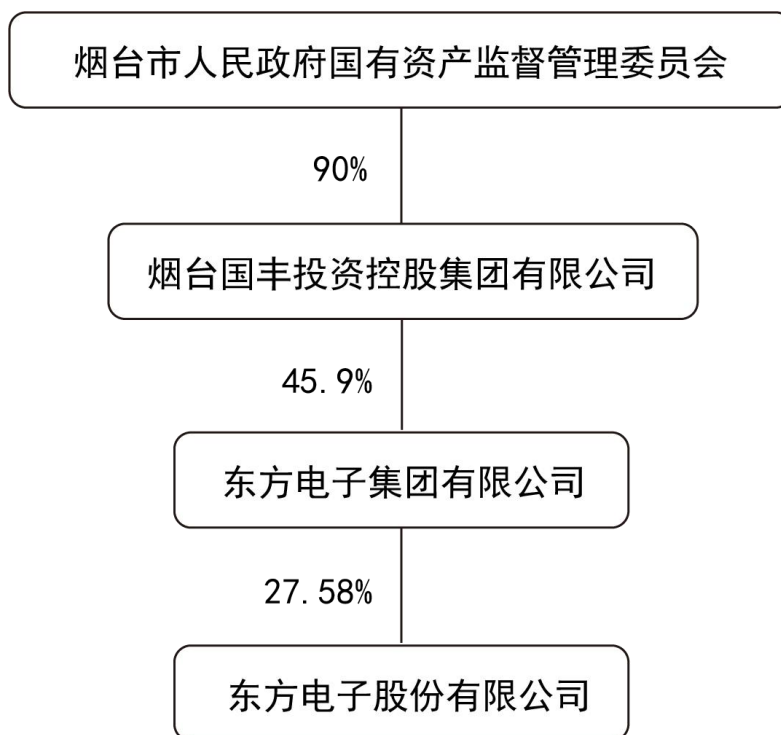 烟台市人民政府国有资产监督管理委员会
90%
烟台国丰投资控股集团有限公司
45.9%
东方电子集团有限公司
27.58%
东方电子股份有限公司